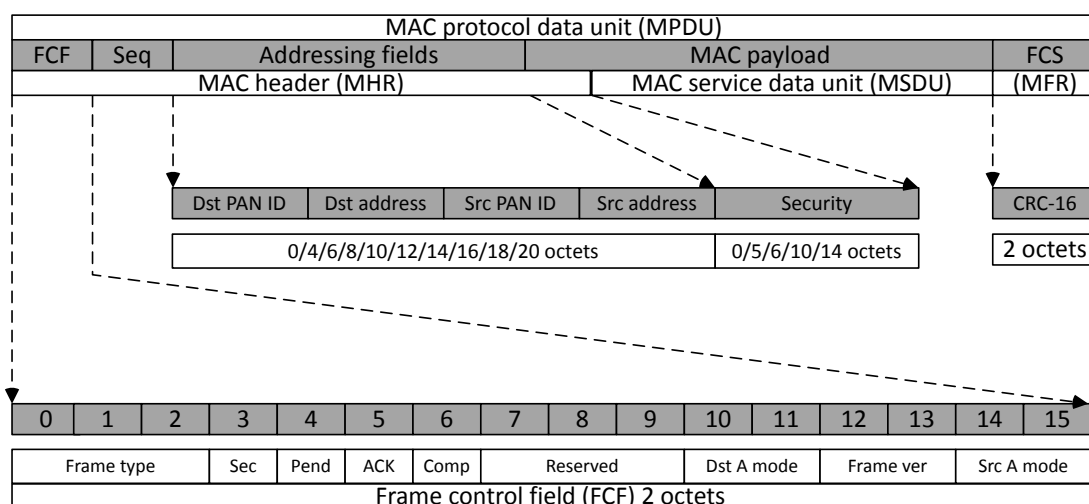 MAC protocol data unit (MPDU)
FCF Seq Addressing fields MAC payload FCS
MAC header (MHR) MAC service data unit (MSDU) (MFR)
Dst PAN ID Dst address Src PAN ID Src address Security CRC-16
0/4/6/8/10/12/14/16/18/20 octets 0/5/6/10/14 octets 2 octets
0 1 2 3 4 5 6 7 8 9 10 11 12 13 14 15
Frame type Sec Pend ACK Comp Reserved Dst A mode Frame ver Src A mode
Frame control field (FCF) 2 octets